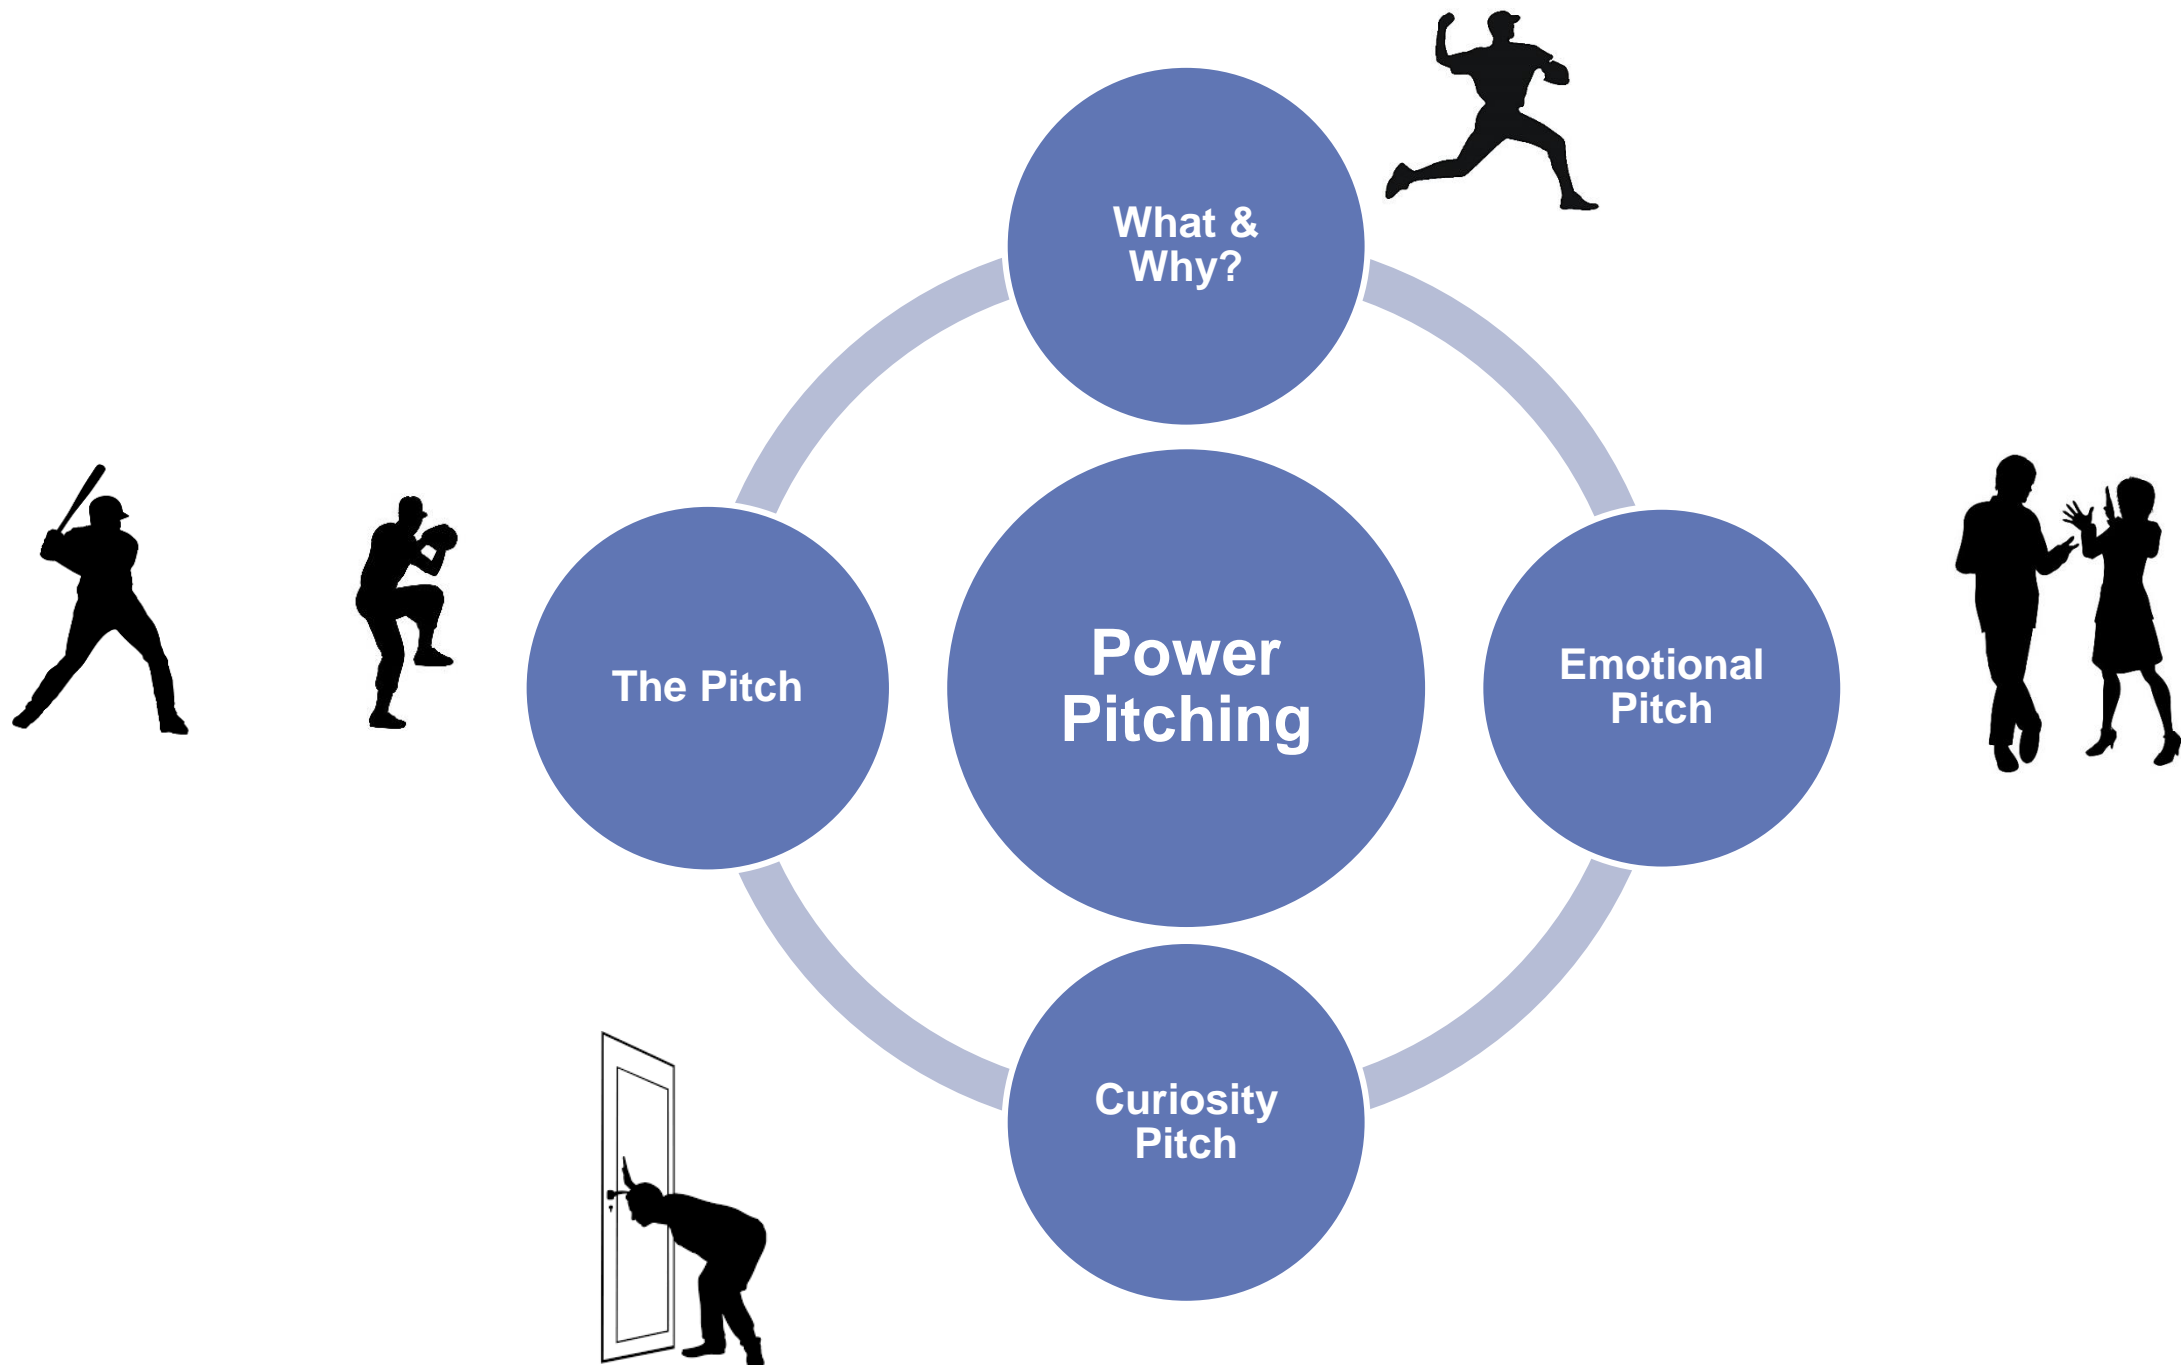 What &
Why?
Power
Pitching
The Pitch
Emotional
Pitch
Curiosity
Pitch